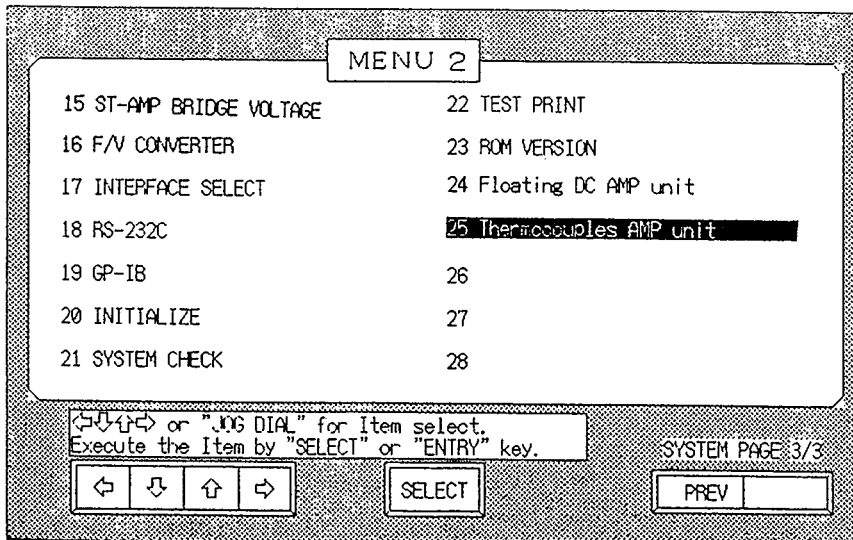 MENU 2
15 ST-AMP BRIDGE VOLTAGE
16 F/V CONVERTER
17 INTERFACE SELECT
18 RS-232C
19 GP-IB
20 INITIALIZE
21 SYSTEM CHECK
22 TEST PRINT
23 ROM VERSION
24 Floating DC AMP unit
25 Thermocouples AMP unit
26
27
28
⇦⇩⇧⇨ or "JOG DIAL" for Item select.
Execute the Item by "SELECT" or "ENTRY" key.
SYSTEM PAGE 3/3
⇦ ⇩ ⇧ ⇨ SELECT PREV